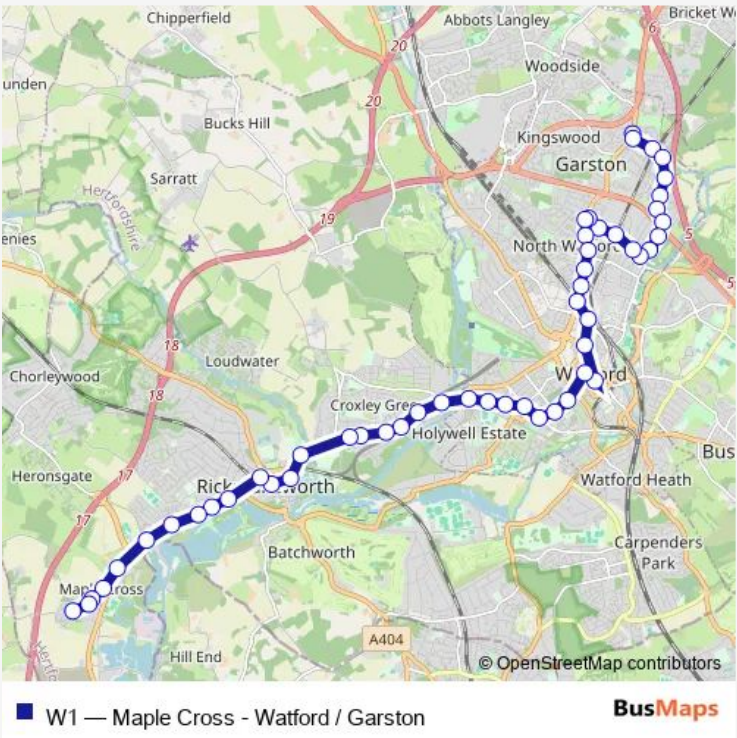 Chipperfield
Abbots Langley
Bricket W
6
20
Woodside
unden
20
Bucks Hill
Kingswood
Garston
Sarratt
Hertfordshire
19
enies
North W
5
5
18
Loudwater
W
ord
Chorleywood
18
Croxley Gre
Holywell Estate
Bus
Heronsgate
17
Rick
worth
Watford Heath
17
Batchworth
Carpenders
Park
Map
ross
A404
Hill End
© OpenStreetMap contributors
W1 — Maple Cross - Watford / Garston
BusMaps